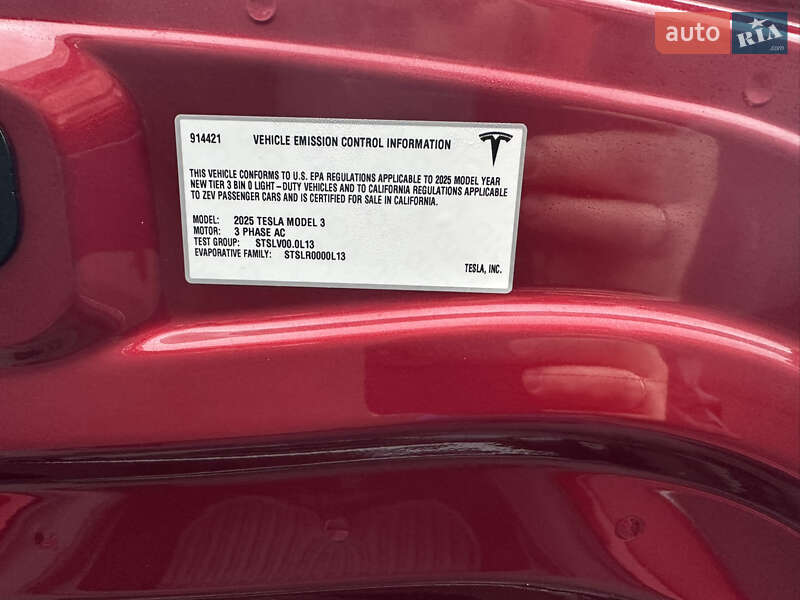 auto RIA .com
914421 VEHICLE EMISSION CONTROL INFORMATION
THIS VEHICLE CONFORMS TO U.S. EPA REGULATIONS APPLICABLE TO 2025 MODEL YEAR
NEW TIER 3 BIN 0 LIGHT-DUTY VEHICLES AND TO CALIFORNIA REGULATIONS APPLICABLE
TO ZEV PASSENGER CARS AND IS CERTIFIED FOR SALE IN CALIFORNIA.
MODEL: 2025 TESLA MODEL 3
MOTOR: 3 PHASE AC
TEST GROUP: STSLV00.0L13
EVAPORATIVE FAMILY: STSLR0000L13
TESLA, INC.